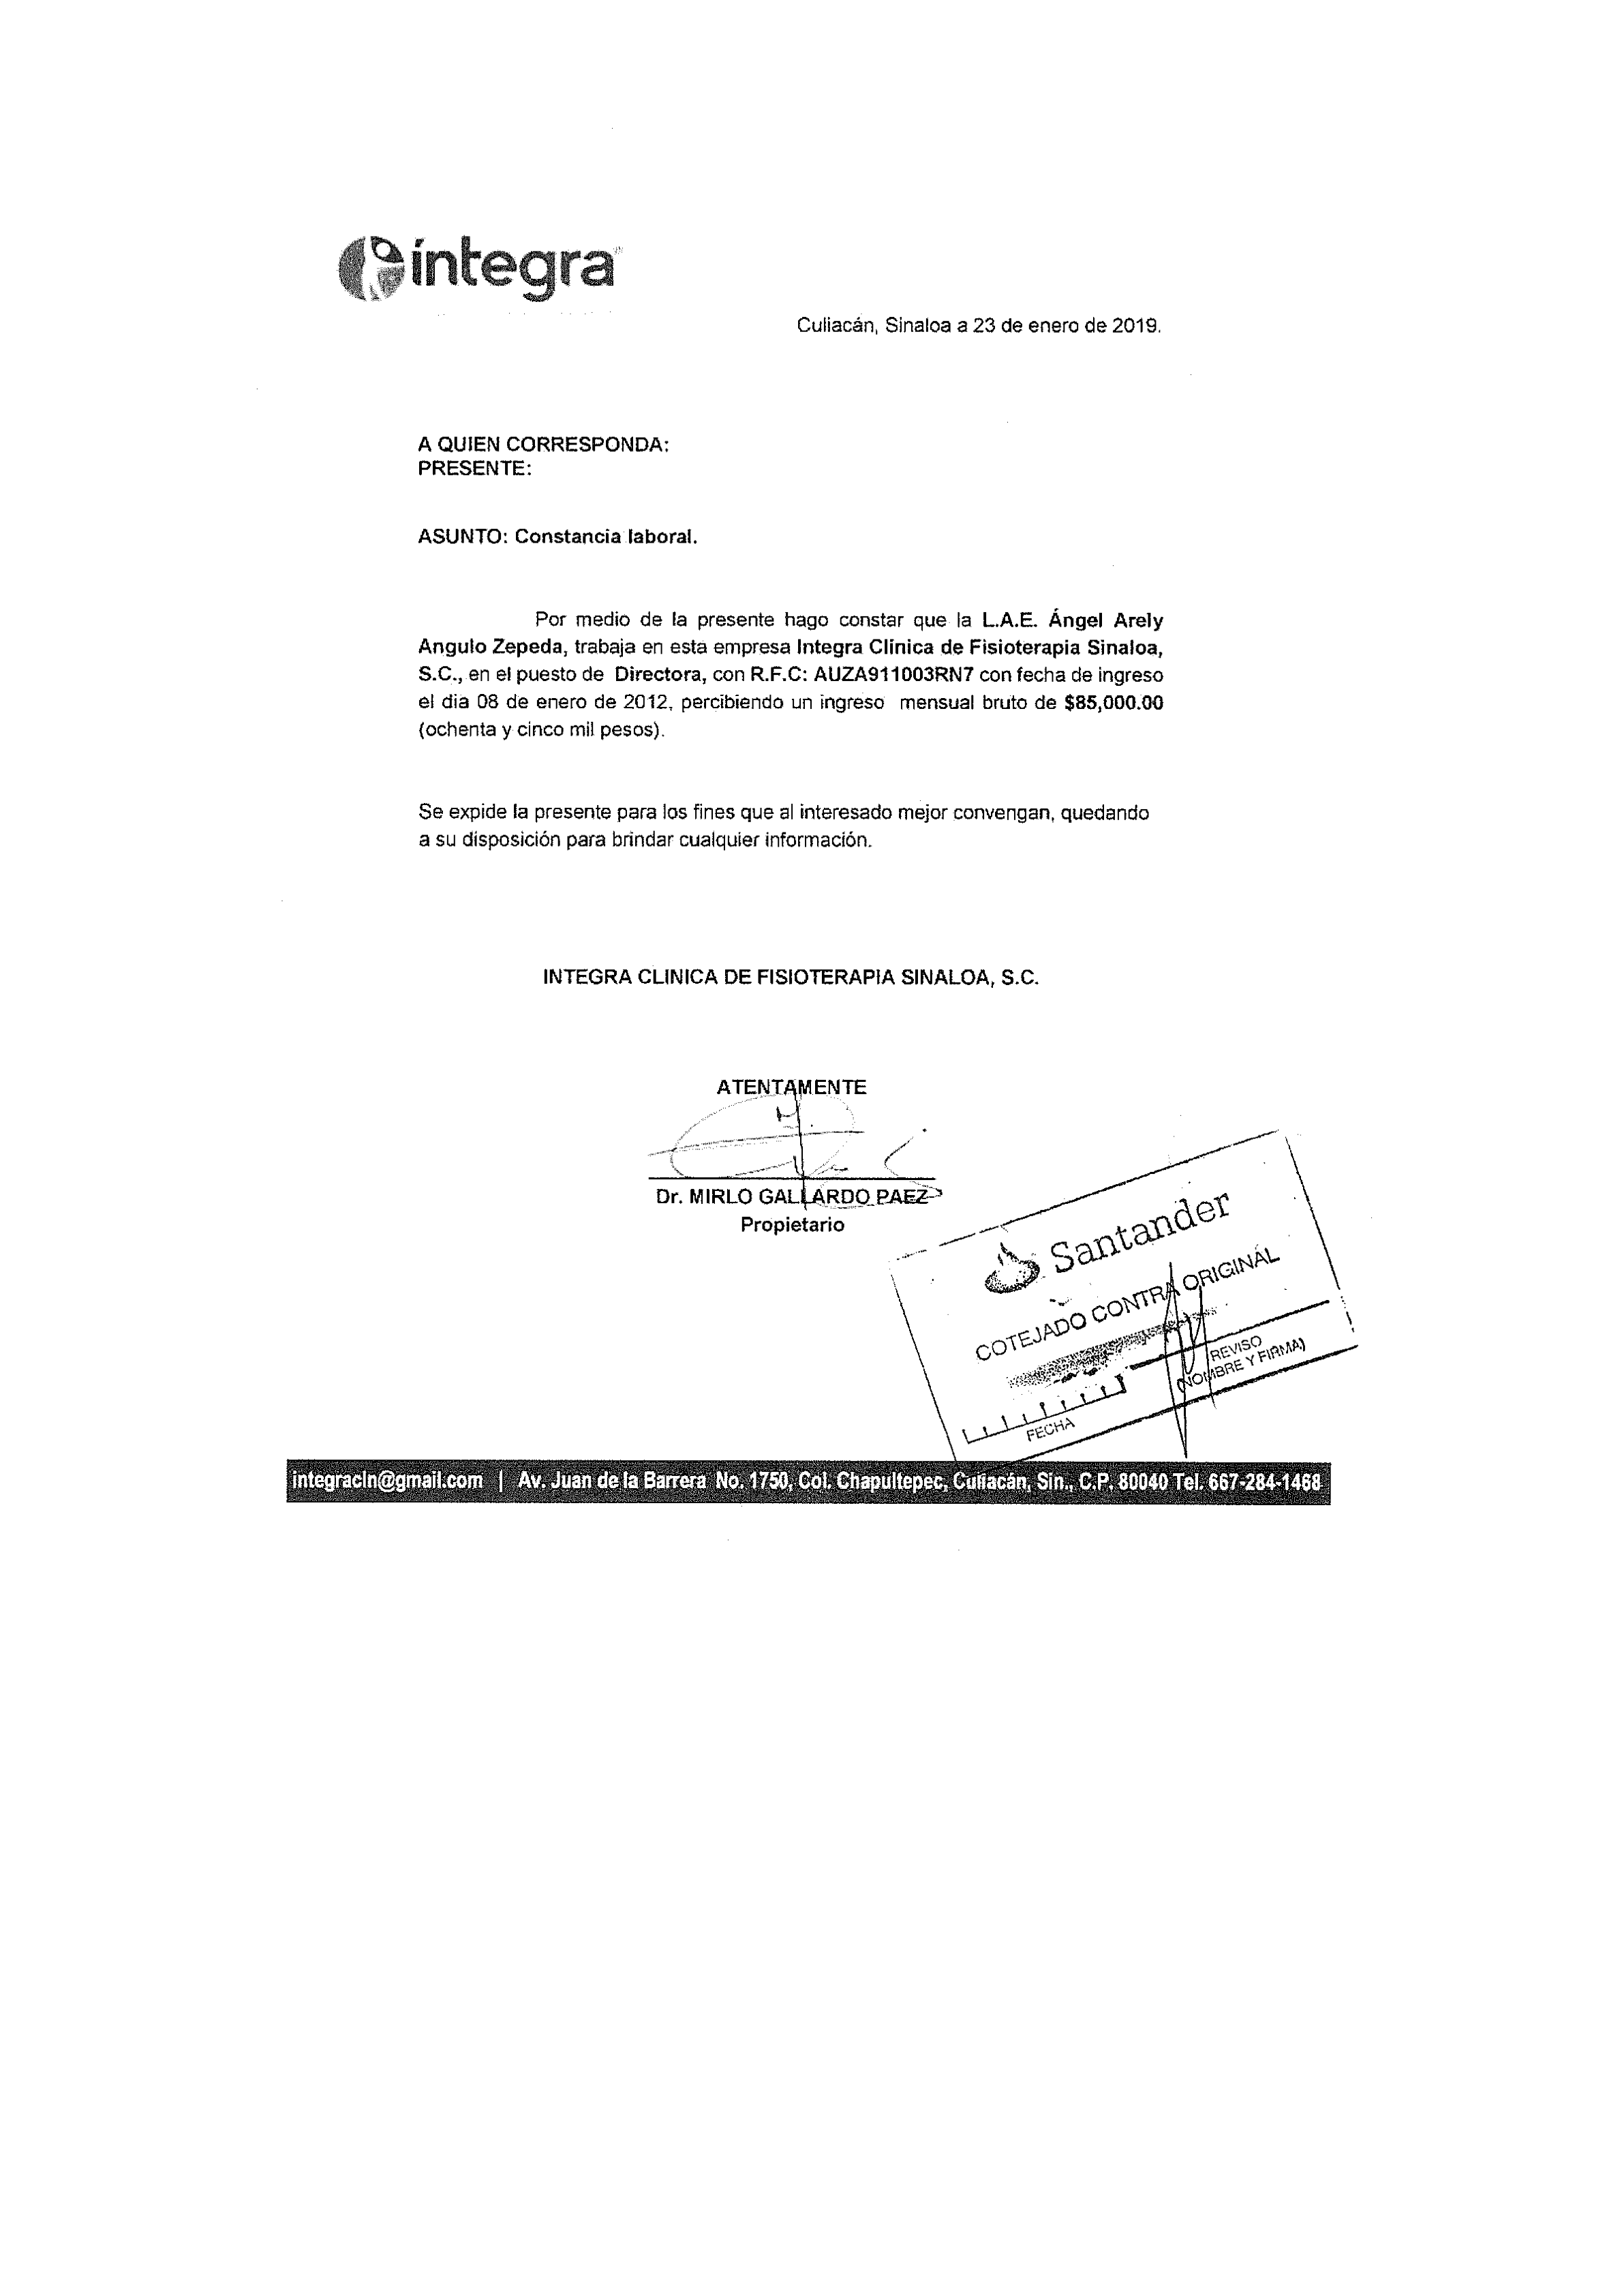 íntegra
Culiacán, Sinaloa a 23 de enero de 2019.
A QUIEN CORRESPONDA:
PRESENTE:
ASUNTO: Constancia laboral.
Por medio de la presente hago constar que la L.A.E. Ángel Arely
Angulo Zepeda, trabaja en esta empresa Integra Clínica de Fisioterapia Sinaloa,
S.C., en el puesto de Directora, con R.F.C: AUZA911003RN7 con fecha de ingreso
el dia 08 de enero de 2012, percibiendo un ingreso mensual bruto de $85,000.00
(ochenta y cinco mil pesos).
Se expide la presente para los fines que al interesado mejor convengan, quedando
a su disposición para brindar cualquier información.
INTEGRA CLINICA DE FISIOTERAPIA SINALOA, S.C.
ATENTAMENTE
Dr. MIRLO GALLARDO PAEZ
Propietario
Santander
COTEJADO CONTRA ORIGINAL
REVISO
(NOMBRE Y FIRMA)
FECHA
integracln@gmail.com | Av. Juan de la Barrera No. 1750, Col. Chapultepec, Culiacán, Sin., C.P. 80040 Tel. 667-284-1468